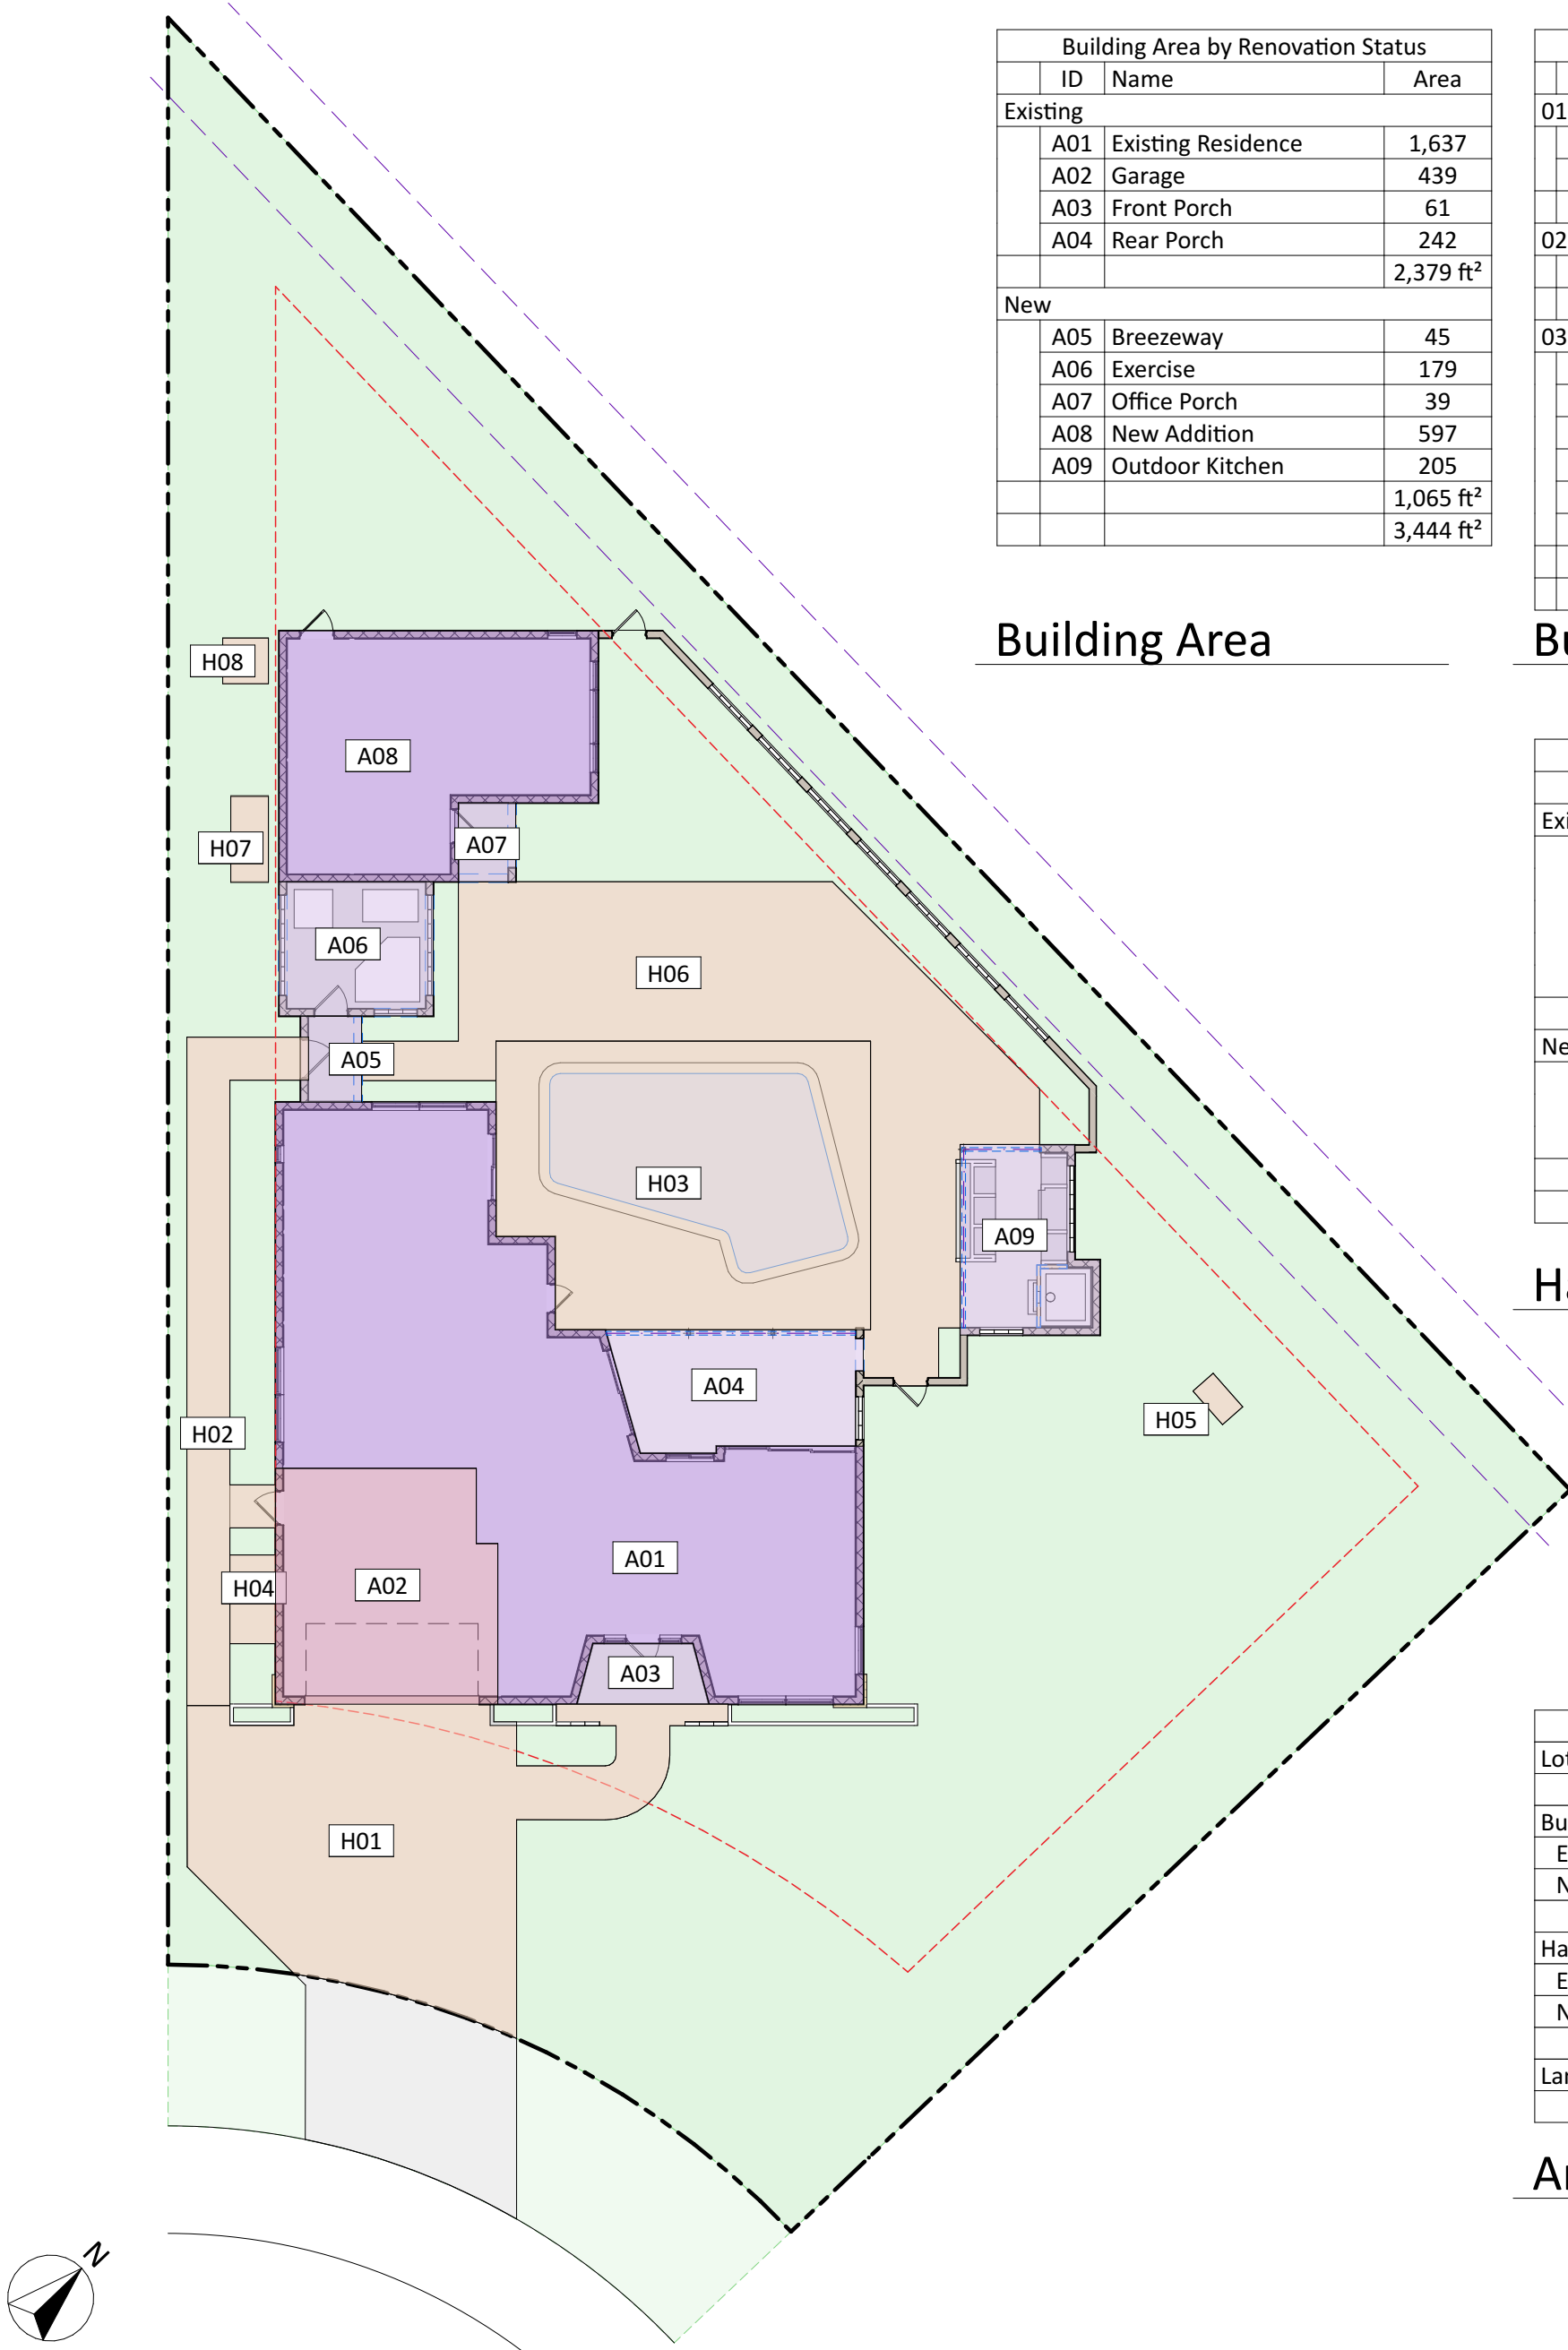 Building Area by Renovation Status
ID Name Area
Existing
A01 Existing Residence 1,637
A02 Garage 439
A03 Front Porch 61
A04 Rear Porch 242
2,379 ft²
New
A05 Breezeway 45
A06 Exercise 179
A07 Office Porch 39
A08 New Addition 597
A09 Outdoor Kitchen 205
1,065 ft²
3,444 ft²
Building Area
01
02
03
H08
A08
H07
A07
A06
H06
A05
H03
A09
A04
H05
H02
A01
A02
H04
A03
H01
N